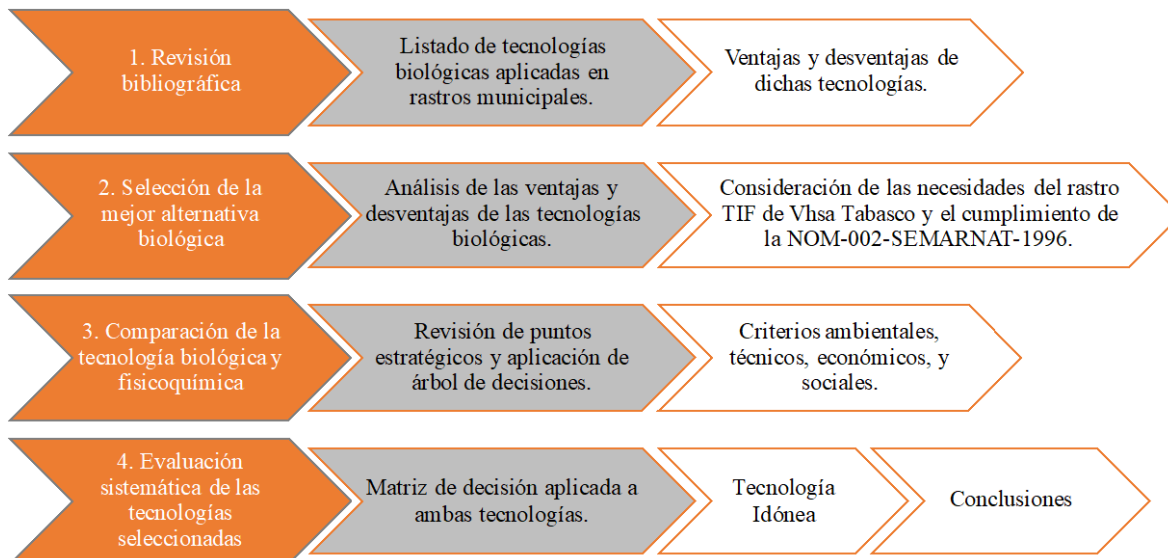 1. Revisión
bibliográfica
Listado de tecnologías
biológicas aplicadas en
rastros municipales.
Ventajas y desventajas de
dichas tecnologías.
2. Selección de la
mejor alternativa
biológica
Análisis de las ventajas y
desventajas de las tecnologías
biológicas.
Consideración de las necesidades del rastro
TIF de Vhsa Tabasco y el cumplimiento de
la NOM-002-SEMARNAT-1996.
3. Comparación de la
tecnología biológica y
fisicoquímica
Revisión de puntos
estratégicos y aplicación de
árbol de decisiones.
Criterios ambientales,
técnicos, económicos, y
sociales.
4. Evaluación
sistemática de las
tecnologías
seleccionadas
Matriz de decisión aplicada a
ambas tecnologías.
Tecnología
Idónea
Conclusiones